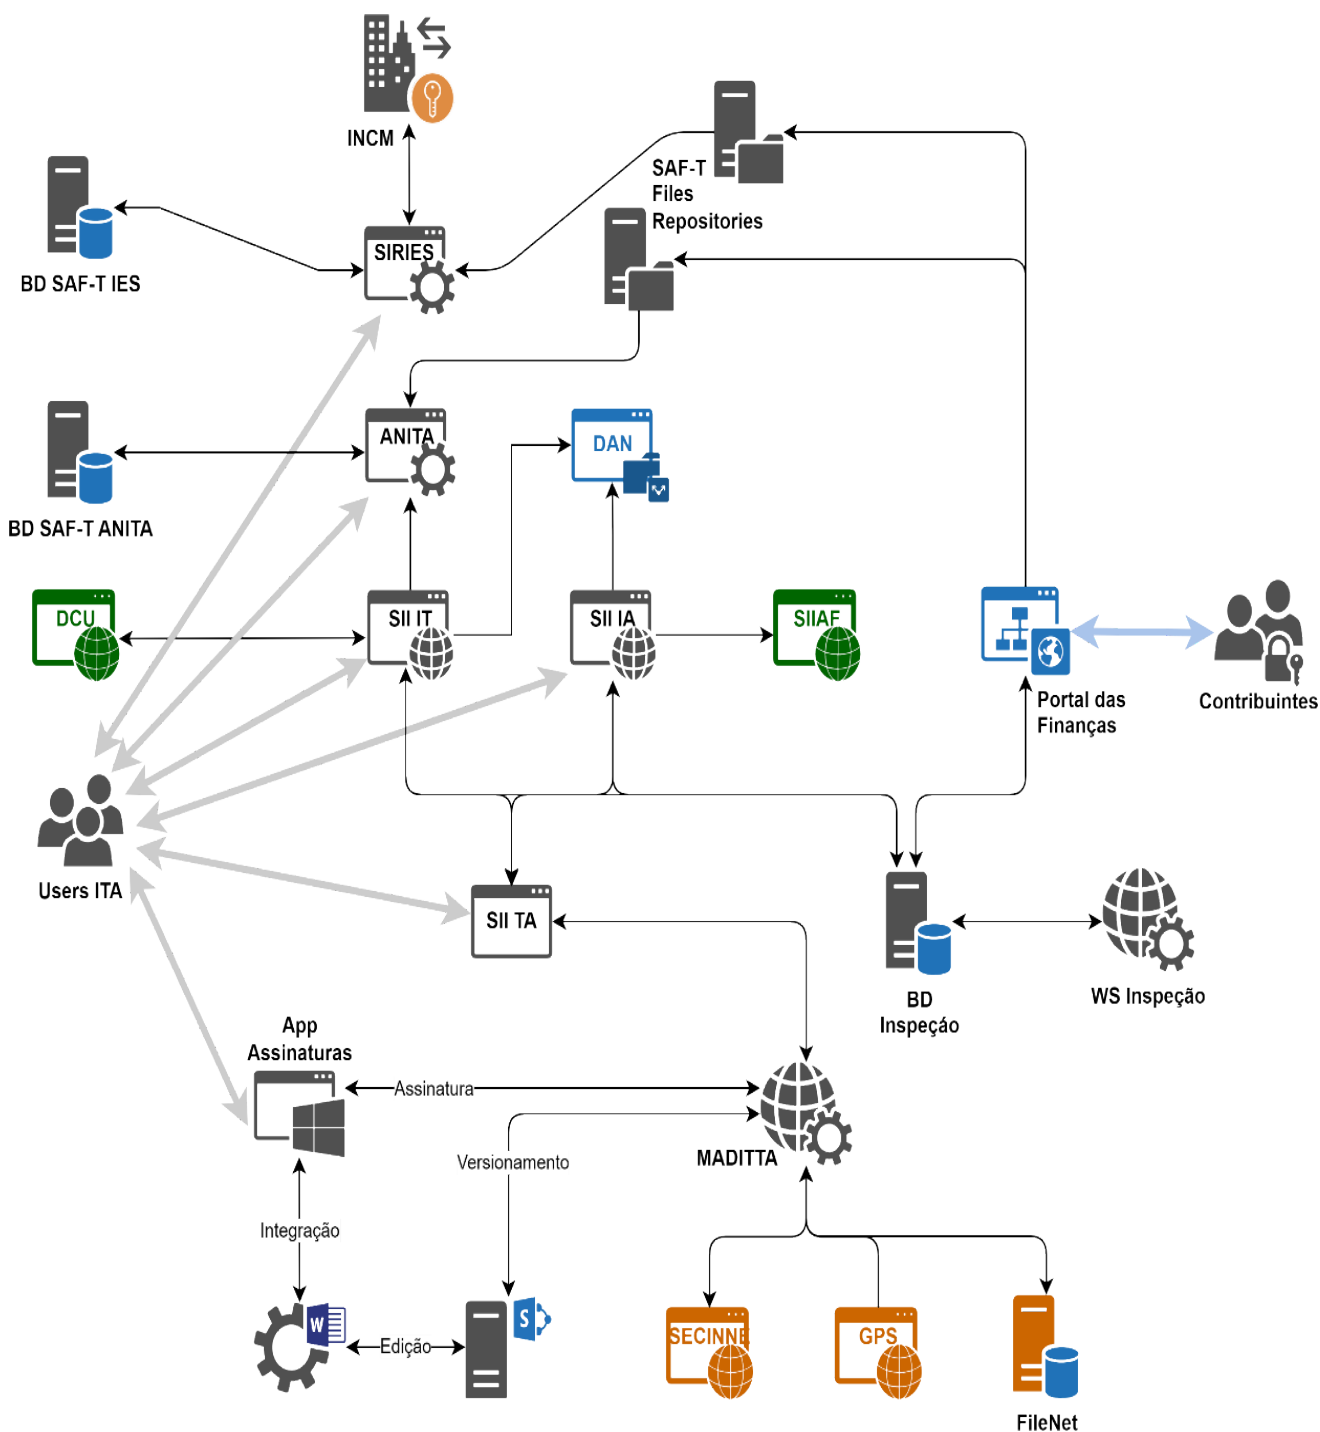 INCM
SAF-T
Files
Repositories
SIRIES
BD SAF-T IES
ANITA
DAN
BD SAF-T ANITA
DCU
SII IT
SII IA
SIIAF
Portal das
Finanças
Contribuintes
Users ITA
SII TA
BD
Inspeçáo
WS Inspeção
App
Assinaturas
Assinatura
MADITTA
Versionamento
Integração
W
S
Edição
SECINNE
GPS
FileNet